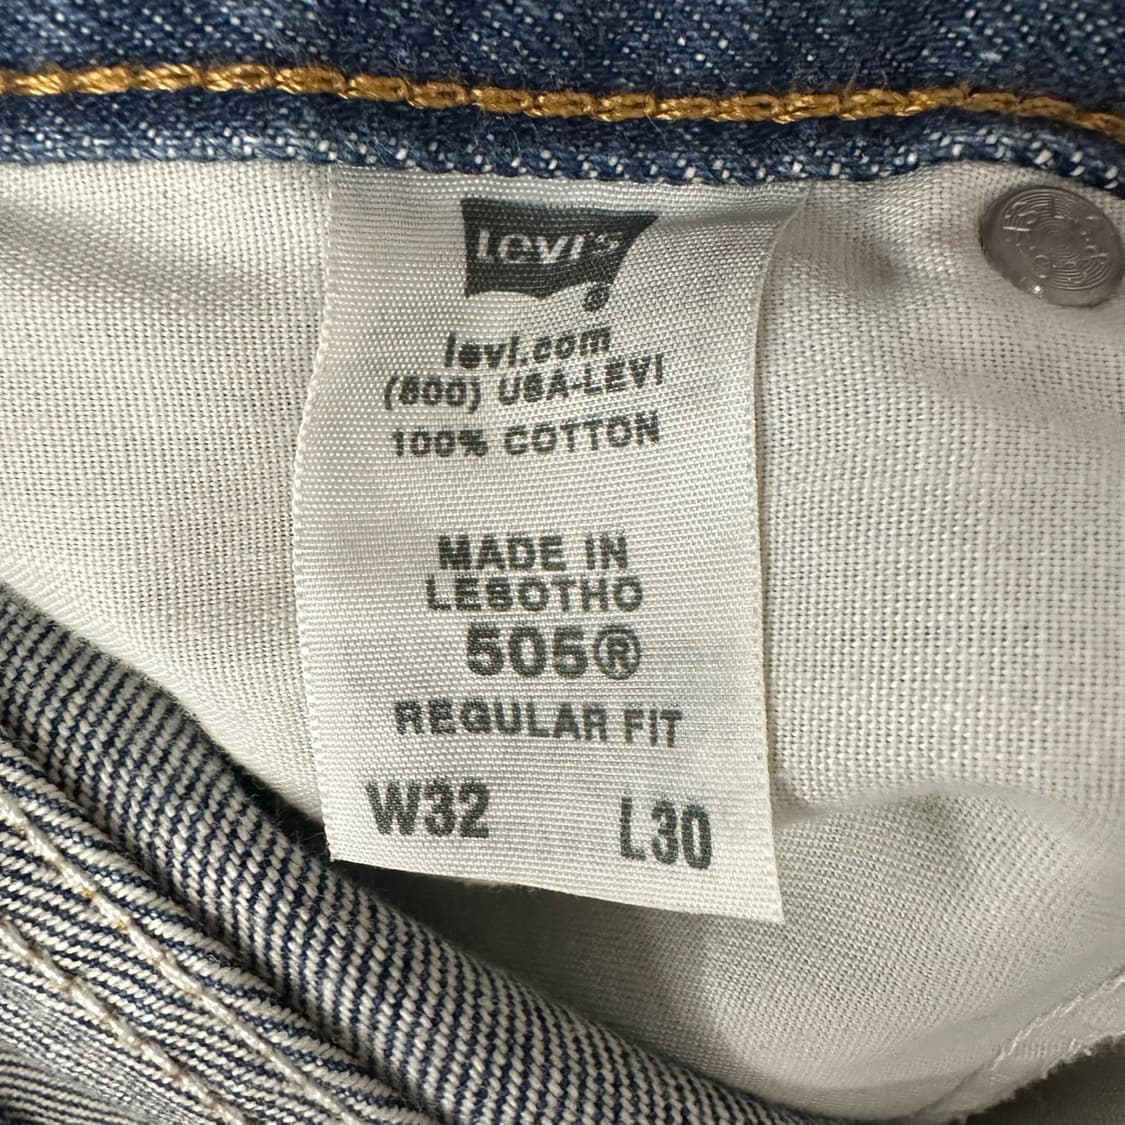 Levi's
®
levi.com
(800) USA-LEVI
100% COTTON
MADE IN
LESOTHO
505®
REGULAR FIT
W32 L30